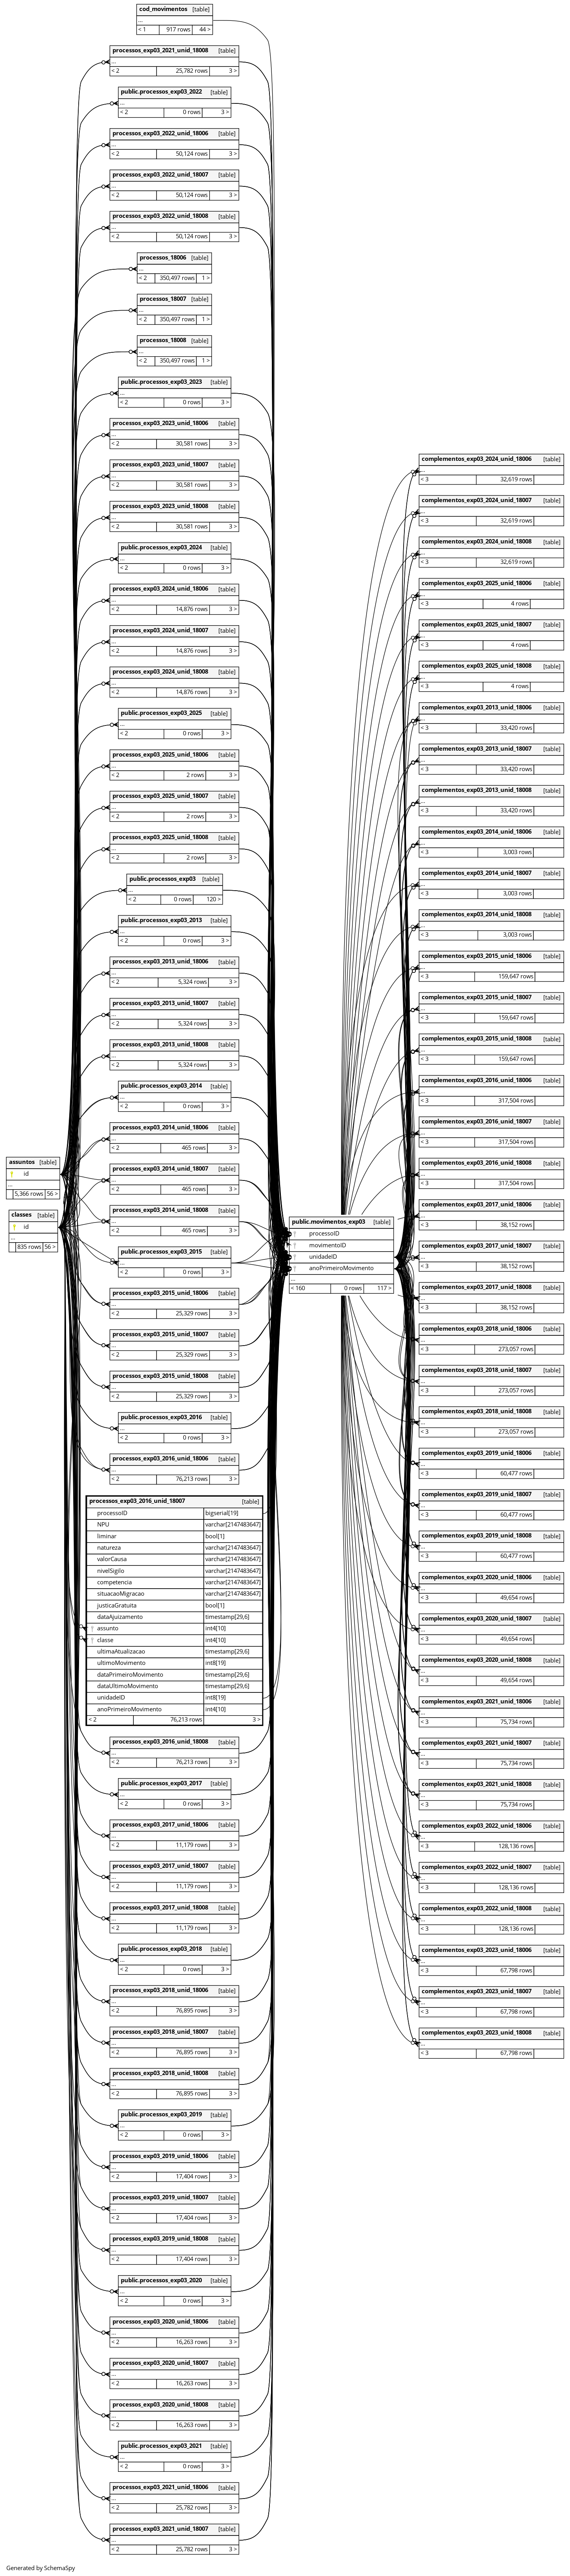 assuntos [table]
id
...
5,366 rows 56 >
classes [table]
id
...
835 rows 56 >
cod_movimentos [table]
...
< 1 917 rows 44 >
processos_exp03_2021_unid_18008 [table]
...
< 2 25,782 rows 3 >
public.processos_exp03_2022 [table]
...
< 2 0 rows 3 >
processos_exp03_2022_unid_18006 [table]
...
< 2 50,124 rows 3 >
processos_exp03_2022_unid_18007 [table]
...
< 2 50,124 rows 3 >
processos_exp03_2022_unid_18008 [table]
...
< 2 50,124 rows 3 >
processos_18006 [table]
...
< 2 350,497 rows 1 >
processos_18007 [table]
...
< 2 350,497 rows 1 >
processos_18008 [table]
...
< 2 350,497 rows 1 >
public.processos_exp03_2023 [table]
...
< 2 0 rows 3 >
processos_exp03_2023_unid_18006 [table]
...
< 2 30,581 rows 3 >
processos_exp03_2023_unid_18007 [table]
...
< 2 30,581 rows 3 >
processos_exp03_2023_unid_18008 [table]
...
< 2 30,581 rows 3 >
public.processos_exp03_2024 [table]
...
< 2 0 rows 3 >
processos_exp03_2024_unid_18006 [table]
...
< 2 14,876 rows 3 >
processos_exp03_2024_unid_18007 [table]
...
< 2 14,876 rows 3 >
processos_exp03_2024_unid_18008 [table]
...
< 2 14,876 rows 3 >
public.processos_exp03_2025 [table]
...
< 2 0 rows 3 >
processos_exp03_2025_unid_18006 [table]
...
< 2 2 rows 3 >
processos_exp03_2025_unid_18007 [table]
...
< 2 2 rows 3 >
processos_exp03_2025_unid_18008 [table]
...
< 2 2 rows 3 >
public.processos_exp03 [table]
...
< 2 0 rows 120 >
public.processos_exp03_2013 [table]
...
< 2 0 rows 3 >
processos_exp03_2013_unid_18006 [table]
...
< 2 5,324 rows 3 >
processos_exp03_2013_unid_18007 [table]
...
< 2 5,324 rows 3 >
processos_exp03_2013_unid_18008 [table]
...
< 2 5,324 rows 3 >
public.processos_exp03_2014 [table]
...
< 2 0 rows 3 >
processos_exp03_2014_unid_18006 [table]
...
< 2 465 rows 3 >
processos_exp03_2014_unid_18007 [table]
...
< 2 465 rows 3 >
processos_exp03_2014_unid_18008 [table]
...
< 2 465 rows 3 >
public.processos_exp03_2015 [table]
...
< 2 0 rows 3 >
processos_exp03_2015_unid_18006 [table]
...
< 2 25,329 rows 3 >
processos_exp03_2015_unid_18007 [table]
...
< 2 25,329 rows 3 >
processos_exp03_2015_unid_18008 [table]
...
< 2 25,329 rows 3 >
public.processos_exp03_2016 [table]
...
< 2 0 rows 3 >
processos_exp03_2016_unid_18006 [table]
...
< 2 76,213 rows 3 >
processos_exp03_2016_unid_18007 [table]
processoID bigserial[19]
NPU varchar[2147483647]
liminar bool[1]
natureza varchar[2147483647]
valorCausa varchar[2147483647]
nivelSigilo varchar[2147483647]
competencia varchar[2147483647]
situacaoMigracao varchar[2147483647]
justicaGratuita bool[1]
dataAjuizamento timestamp[29,6]
assunto int4[10]
classe int4[10]
ultimaAtualizacao timestamp[29,6]
ultimoMovimento int8[19]
dataPrimeiroMovimento timestamp[29,6]
dataUltimoMovimento timestamp[29,6]
unidadeID int8[19]
anoPrimeiroMovimento int4[10]
< 2 76,213 rows 3 >
processos_exp03_2016_unid_18008 [table]
...
< 2 76,213 rows 3 >
public.processos_exp03_2017 [table]
...
< 2 0 rows 3 >
processos_exp03_2017_unid_18006 [table]
...
< 2 11,179 rows 3 >
processos_exp03_2017_unid_18007 [table]
...
< 2 11,179 rows 3 >
processos_exp03_2017_unid_18008 [table]
...
< 2 11,179 rows 3 >
public.processos_exp03_2018 [table]
...
< 2 0 rows 3 >
processos_exp03_2018_unid_18006 [table]
...
< 2 76,895 rows 3 >
processos_exp03_2018_unid_18007 [table]
...
< 2 76,895 rows 3 >
processos_exp03_2018_unid_18008 [table]
...
< 2 76,895 rows 3 >
public.processos_exp03_2019 [table]
...
< 2 0 rows 3 >
processos_exp03_2019_unid_18006 [table]
...
< 2 17,404 rows 3 >
processos_exp03_2019_unid_18007 [table]
...
< 2 17,404 rows 3 >
processos_exp03_2019_unid_18008 [table]
...
< 2 17,404 rows 3 >
public.processos_exp03_2020 [table]
...
< 2 0 rows 3 >
processos_exp03_2020_unid_18006 [table]
...
< 2 16,263 rows 3 >
processos_exp03_2020_unid_18007 [table]
...
< 2 16,263 rows 3 >
processos_exp03_2020_unid_18008 [table]
...
< 2 16,263 rows 3 >
public.processos_exp03_2021 [table]
...
< 2 0 rows 3 >
processos_exp03_2021_unid_18006 [table]
...
< 2 25,782 rows 3 >
processos_exp03_2021_unid_18007 [table]
...
< 2 25,782 rows 3 >
public.movimentos_exp03 [table]
processoID
movimentoID
unidadeID
anoPrimeiroMovimento
...
< 160 0 rows 117 >
complementos_exp03_2024_unid_18006 [table]
...
< 3 32,619 rows
complementos_exp03_2024_unid_18007 [table]
...
< 3 32,619 rows
complementos_exp03_2024_unid_18008 [table]
...
< 3 32,619 rows
complementos_exp03_2025_unid_18006 [table]
...
< 3 4 rows
complementos_exp03_2025_unid_18007 [table]
...
< 3 4 rows
complementos_exp03_2025_unid_18008 [table]
...
< 3 4 rows
complementos_exp03_2013_unid_18006 [table]
...
< 3 33,420 rows
complementos_exp03_2013_unid_18007 [table]
...
< 3 33,420 rows
complementos_exp03_2013_unid_18008 [table]
...
< 3 33,420 rows
complementos_exp03_2014_unid_18006 [table]
...
< 3 3,003 rows
complementos_exp03_2014_unid_18007 [table]
...
< 3 3,003 rows
complementos_exp03_2014_unid_18008 [table]
...
< 3 3,003 rows
complementos_exp03_2015_unid_18006 [table]
...
< 3 159,647 rows
complementos_exp03_2015_unid_18007 [table]
...
< 3 159,647 rows
complementos_exp03_2015_unid_18008 [table]
...
< 3 159,647 rows
complementos_exp03_2016_unid_18006 [table]
...
< 3 317,504 rows
complementos_exp03_2016_unid_18007 [table]
...
< 3 317,504 rows
complementos_exp03_2016_unid_18008 [table]
...
< 3 317,504 rows
complementos_exp03_2017_unid_18006 [table]
...
< 3 38,152 rows
complementos_exp03_2017_unid_18007 [table]
...
< 3 38,152 rows
complementos_exp03_2017_unid_18008 [table]
...
< 3 38,152 rows
complementos_exp03_2018_unid_18006 [table]
...
< 3 273,057 rows
complementos_exp03_2018_unid_18007 [table]
...
< 3 273,057 rows
complementos_exp03_2018_unid_18008 [table]
...
< 3 273,057 rows
complementos_exp03_2019_unid_18006 [table]
...
< 3 60,477 rows
complementos_exp03_2019_unid_18007 [table]
...
< 3 60,477 rows
complementos_exp03_2019_unid_18008 [table]
...
< 3 60,477 rows
complementos_exp03_2020_unid_18006 [table]
...
< 3 49,654 rows
complementos_exp03_2020_unid_18007 [table]
...
< 3 49,654 rows
complementos_exp03_2020_unid_18008 [table]
...
< 3 49,654 rows
complementos_exp03_2021_unid_18006 [table]
...
< 3 75,734 rows
complementos_exp03_2021_unid_18007 [table]
...
< 3 75,734 rows
complementos_exp03_2021_unid_18008 [table]
...
< 3 75,734 rows
complementos_exp03_2022_unid_18006 [table]
...
< 3 128,136 rows
complementos_exp03_2022_unid_18007 [table]
...
< 3 128,136 rows
complementos_exp03_2022_unid_18008 [table]
...
< 3 128,136 rows
complementos_exp03_2023_unid_18006 [table]
...
< 3 67,798 rows
complementos_exp03_2023_unid_18007 [table]
...
< 3 67,798 rows
complementos_exp03_2023_unid_18008 [table]
...
< 3 67,798 rows
Generated by SchemaSpy